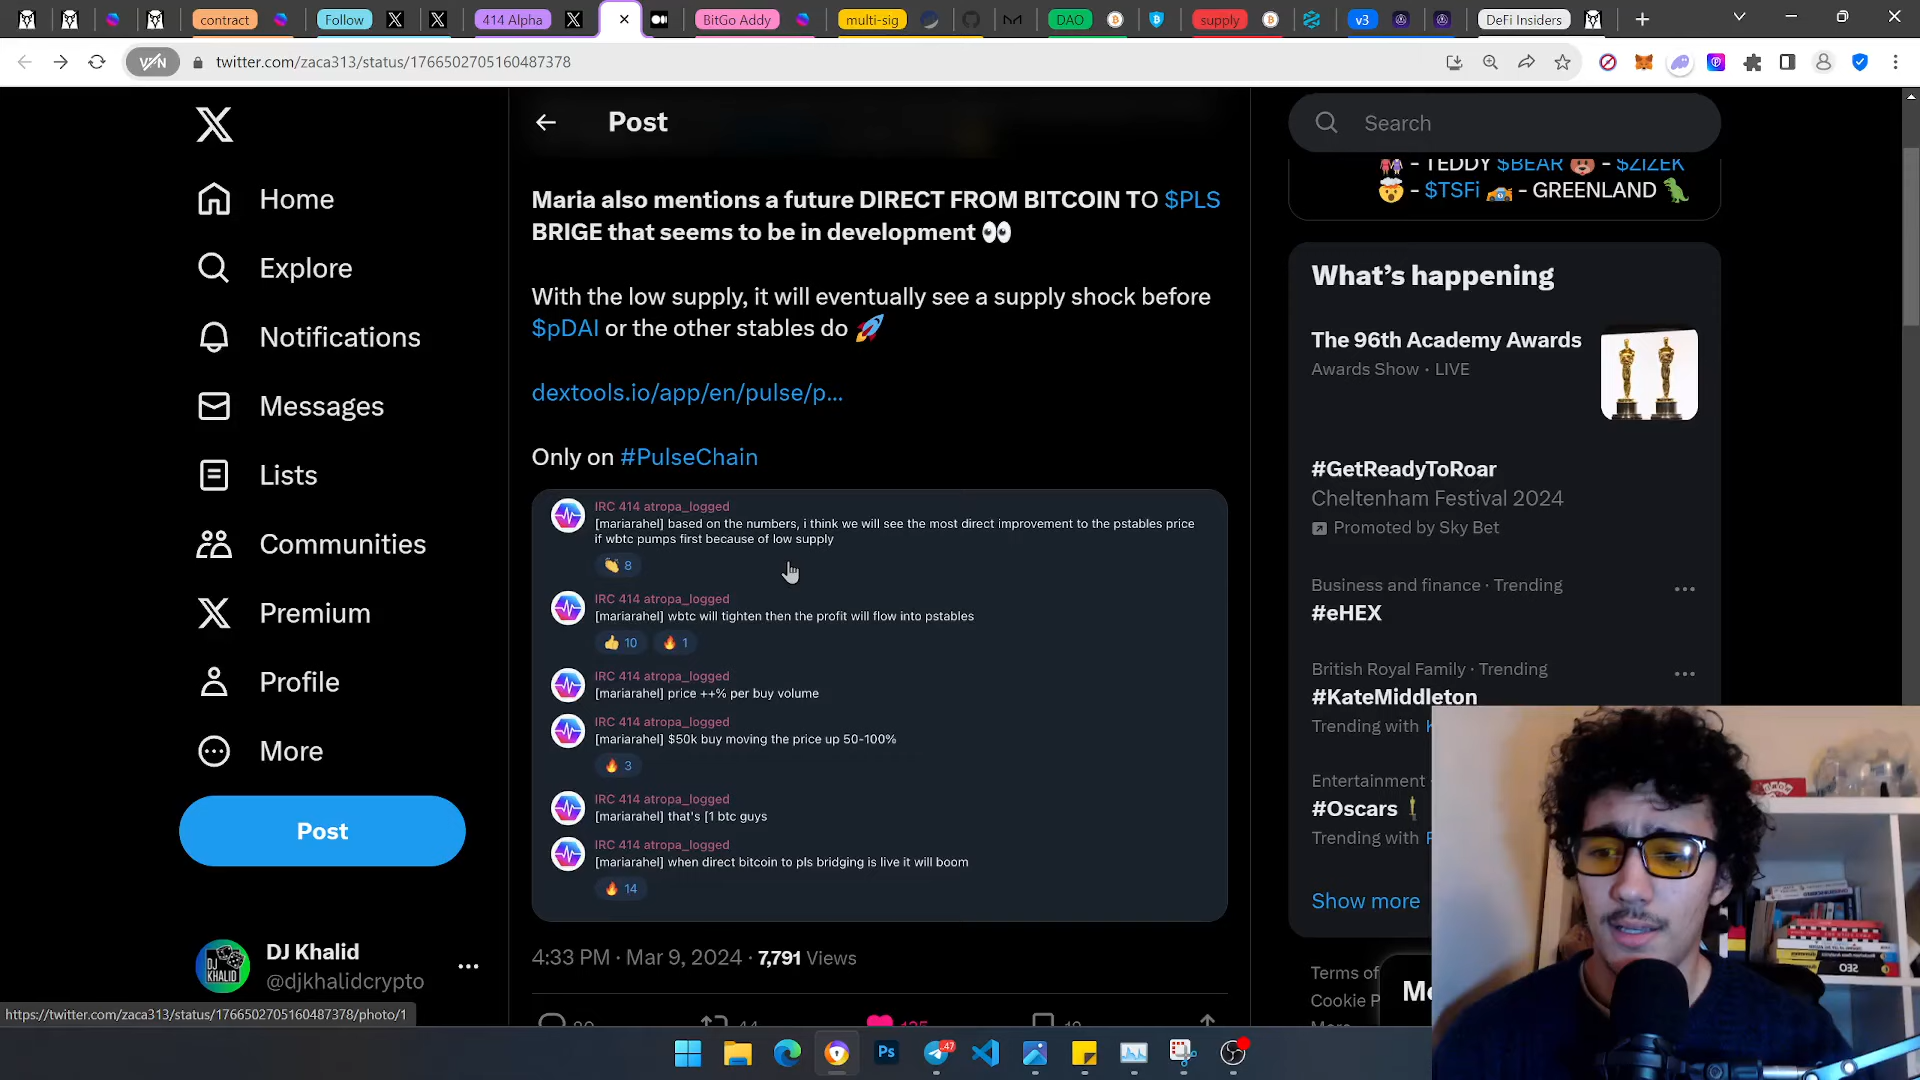 contract
Follow
414 Alpha
BitGo Addy
multi-sig
DAO
supply
v3
DeFi Insiders
VPN
twitter.com/zaca313/status/1766502705160487378
Post
Search
Home
Explore
Notifications
Messages
Lists
Communities
Premium
Profile
More
Post
DJ Khalid
@djkhalidcrypto
Maria also mentions a future DIRECT FROM BITCOIN TO $PLS
BRIGE that seems to be in development 👀
With the low supply, it will eventually see a supply shock before
$pDAI or the other stables do 🚀
dextools.io/app/en/pulse/p...
Only on #PulseChain
IRC 414 atropa_logged
[mariarahel] based on the numbers, i think we will see the most direct improvement to the pstables price
if wbtc pumps first because of low supply
👏 8
IRC 414 atropa_logged
[mariarahel] wbtc will tighten then the profit will flow into pstables
👍 10 🔥 1
IRC 414 atropa_logged
[mariarahel] price ++% per buy volume
IRC 414 atropa_logged
[mariarahel] $50k buy moving the price up 50-100%
🔥 3
IRC 414 atropa_logged
[mariarahel] that's [1 btc guys
IRC 414 atropa_logged
[mariarahel] when direct bitcoin to pls bridging is live it will boom
🔥 14
4:33 PM · Mar 9, 2024 · 7,791 Views
- TEDDY $BEAR - $ZIZEK
- $TSFi - GREENLAND
What's happening
The 96th Academy Awards
Awards Show · LIVE
#GetReadyToRoar
Cheltenham Festival 2024
Promoted by Sky Bet
Business and finance · Trending
#eHEX
British Royal Family · Trending
#KateMiddleton
Trending with
Entertainment ·
#Oscars
Trending with
Show more
Terms of
Cookie P
https://twitter.com/zaca313/status/1766502705160487378/photo/1
Ps
47
SEO